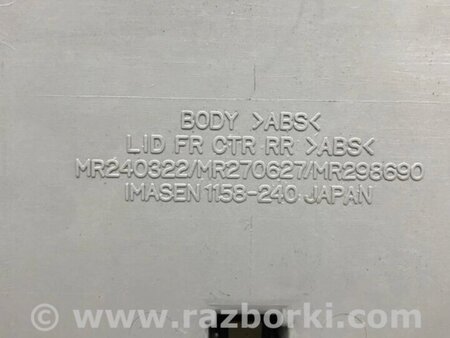 BODY >ABS<
LID FR CTR RR >ABS<
MR240322/MR270627/MR298690
IMASEN 1158-240 JAPAN
© www.razborki.com